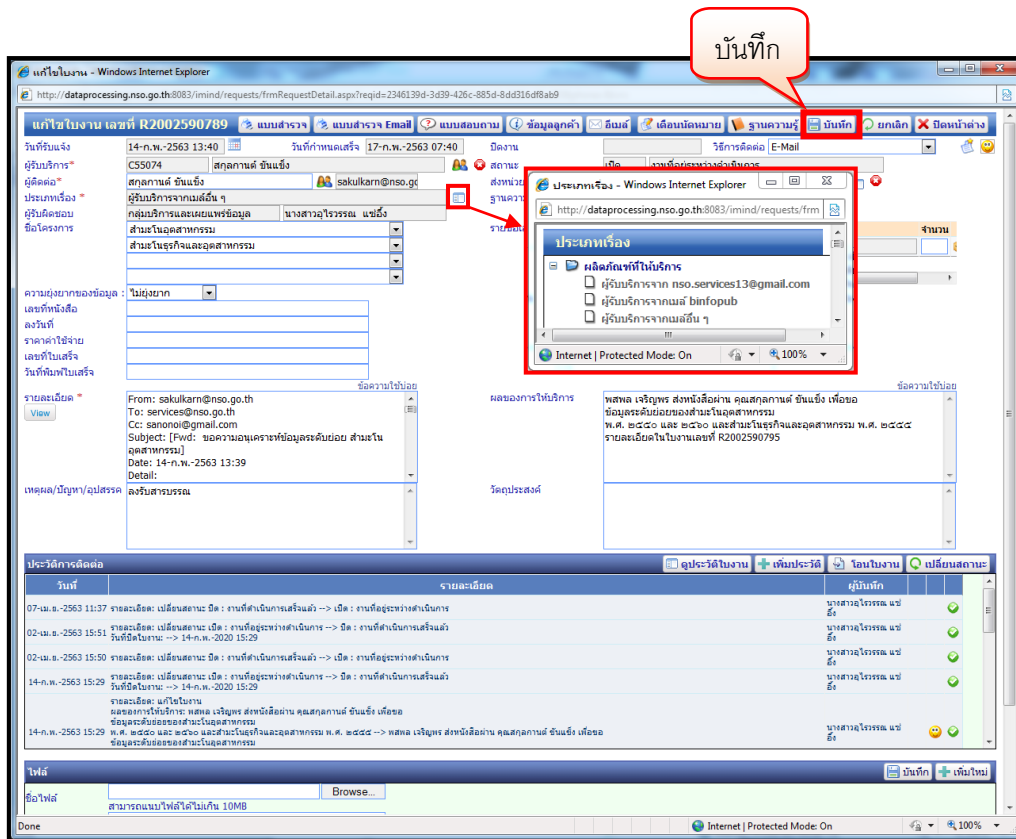 บันทึก
แก้ไขใบงาน - Windows Internet Explorer
http://dataprocessing.nso.go.th:8083/imind/requests/frmRequestDetail.aspx?reqid=2346139d-3d39-426c-885d-8dd316df8ab9
แก้ไขใบงาน เลขที่ R2002590789 แบบสำรวจ แบบสำรวจ Email แบบสอบถาม ข้อมูลลูกค้า อีเมล์ เตือนนัดหมาย ฐานความรู้ บันทึก ยกเลิก ปิดหน้าต่าง
วันที่รับแจ้ง 14-ก.พ.-2563 13:40 วันที่กำหนดเสร็จ 17-ก.พ.-2563 07:40 ปิดงาน วิธีการติดต่อ E-Mail
ผู้รับบริการ* C55074 สกุลกานต์ ขันแข็ง สถานะ เปิด งานที่อยู่ระหว่างดำเนินการ
ผู้ติดต่อ* สกุลกานต์ ขันแข็ง sakulkarn@nso.go ส่งหน่วย
ประเภทเรื่อง * ผู้รับบริการจากเมล์อื่น ๆ ฐานความ
ผู้รับผิดชอบ กลุ่มบริการและเผยแพร่ข้อมูล นางสาวอุไรวรรณ แซ่อึ้ง
ชื่อโครงการ สำมะโนอุตสาหกรรม จำนวน
สำมะโนธุรกิจและอุตสาหกรรม
ประเภทเรื่อง - Windows Internet Explorer
http://dataprocessing.nso.go.th:8083/imind/requests/frm
ประเภทเรื่อง
ผลิตภัณฑ์ที่ให้บริการ
ผู้รับบริการจาก nso.services13@gmail.com
ผู้รับบริการจากเมล์ binfopub
ผู้รับบริการจากเมล์อื่น ๆ
Internet | Protected Mode: On 100%
ความยุ่งยากของข้อมูล : ไม่ยุ่งยาก
เลขที่หนังสือ
ลงวันที่
ราคาค่าใช้จ่าย
เลขที่ใบเสร็จ
วันที่พิมพ์ใบเสร็จ
ข้อความใช้บ่อย ข้อความใช้บ่อย
รายละเอียด * From: sakulkarn@nso.go.th
View To: services@nso.go.th
Cc: sanonoi@gmail.com
Subject: [Fwd: ขอความอนุเคราะห์ข้อมูลระดับย่อย สำมะโน
อุตสาหกรรม]
Date: 14-ก.พ.-2563 13:39
Detail:
ผลของการให้บริการ พสพล เจริญพร ส่งหนังสือผ่าน คุณสกุลกานต์ ขันแข็ง เพื่อขอ
ข้อมูลระดับย่อยของสำมะโนอุตสาหกรรม
พ.ศ. ๒๕๕๐ และ ๒๕๖๐ และสำมะโนธุรกิจและอุตสาหกรรม พ.ศ. ๒๕๕๕
รายละเอียดในใบงานเลขที่ R2002590795
เหตุผล/ปัญหา/อุปสรรค ลงรับสารบรรณ วัตถุประสงค์
ประวัติการติดต่อ ดูประวัติใบงาน เพิ่มประวัติ โอนใบงาน เปลี่ยนสถานะ
วันที่ รายละเอียด ผู้บันทึก
07-เม.ย.-2563 11:37 รายละเอียด: เปลี่ยนสถานะ ปิด : งานที่ดำเนินการเสร็จแล้ว --> เปิด : งานที่อยู่ระหว่างดำเนินการ นางสาวอุไรวรรณ แซ่อึ้ง
02-เม.ย.-2563 15:51 รายละเอียด: เปลี่ยนสถานะ เปิด : งานที่อยู่ระหว่างดำเนินการ --> ปิด : งานที่ดำเนินการเสร็จแล้ว นางสาวอุไรวรรณ แซ่อึ้ง
วันที่ปิดใบงาน: --> 14-ก.พ.-2020 15:29
02-เม.ย.-2563 15:50 รายละเอียด: เปลี่ยนสถานะ ปิด : งานที่ดำเนินการเสร็จแล้ว --> เปิด : งานที่อยู่ระหว่างดำเนินการ นางสาวอุไรวรรณ แซ่อึ้ง
14-ก.พ.-2563 15:29 รายละเอียด: เปลี่ยนสถานะ เปิด : งานที่อยู่ระหว่างดำเนินการ --> ปิด : งานที่ดำเนินการเสร็จแล้ว นางสาวอุไรวรรณ แซ่อึ้ง
วันที่ปิดใบงาน: --> 14-ก.พ.-2020 15:29
รายละเอียด: แก้ไขใบงาน
ผลของการให้บริการ: พสพล เจริญพร ส่งหนังสือผ่าน คุณสกุลกานต์ ขันแข็ง เพื่อขอ
ข้อมูลระดับย่อยของสำมะโนอุตสาหกรรม
14-ก.พ.-2563 15:29 พ.ศ. ๒๕๕๐ และ ๒๕๖๐ และสำมะโนธุรกิจและอุตสาหกรรม พ.ศ. ๒๕๕๕ --> พสพล เจริญพร ส่งหนังสือผ่าน คุณสกุลกานต์ ขันแข็ง เพื่อขอ นางสาวอุไรวรรณ แซ่อึ้ง
ข้อมูลระดับย่อยของสำมะโนอุตสาหกรรม
ไฟล์ บันทึก เพิ่มใหม่
ชื่อไฟล์ Browse...
สามารถแนบไฟล์ได้ไม่เกิน 10MB
Done Internet | Protected Mode: On 100%